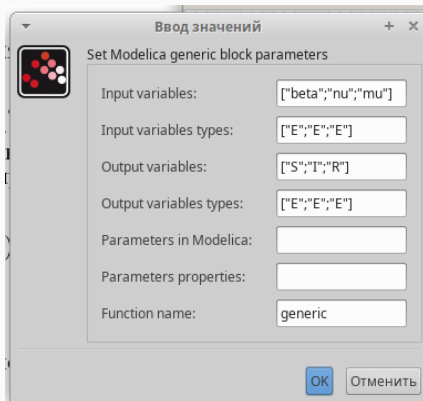 Ввод значений
Set Modelica generic block parameters
Input variables: ["beta";"nu";"mu"]
Input variables types: ["E";"E";"E"]
Output variables: ["S";"I";"R"]
Output variables types: ["E";"E";"E"]
Parameters in Modelica:
Parameters properties:
Function name: generic
OK Отменить